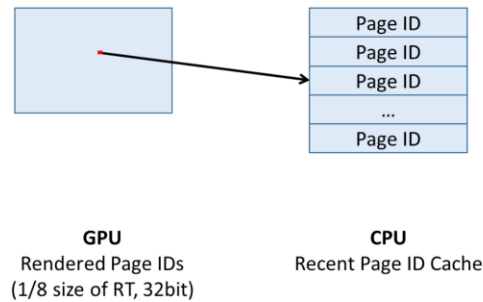 Page ID
Page ID
Page ID
...
Page ID
GPU
Rendered Page IDs
(1/8 size of RT, 32bit)
CPU
Recent Page ID Cache